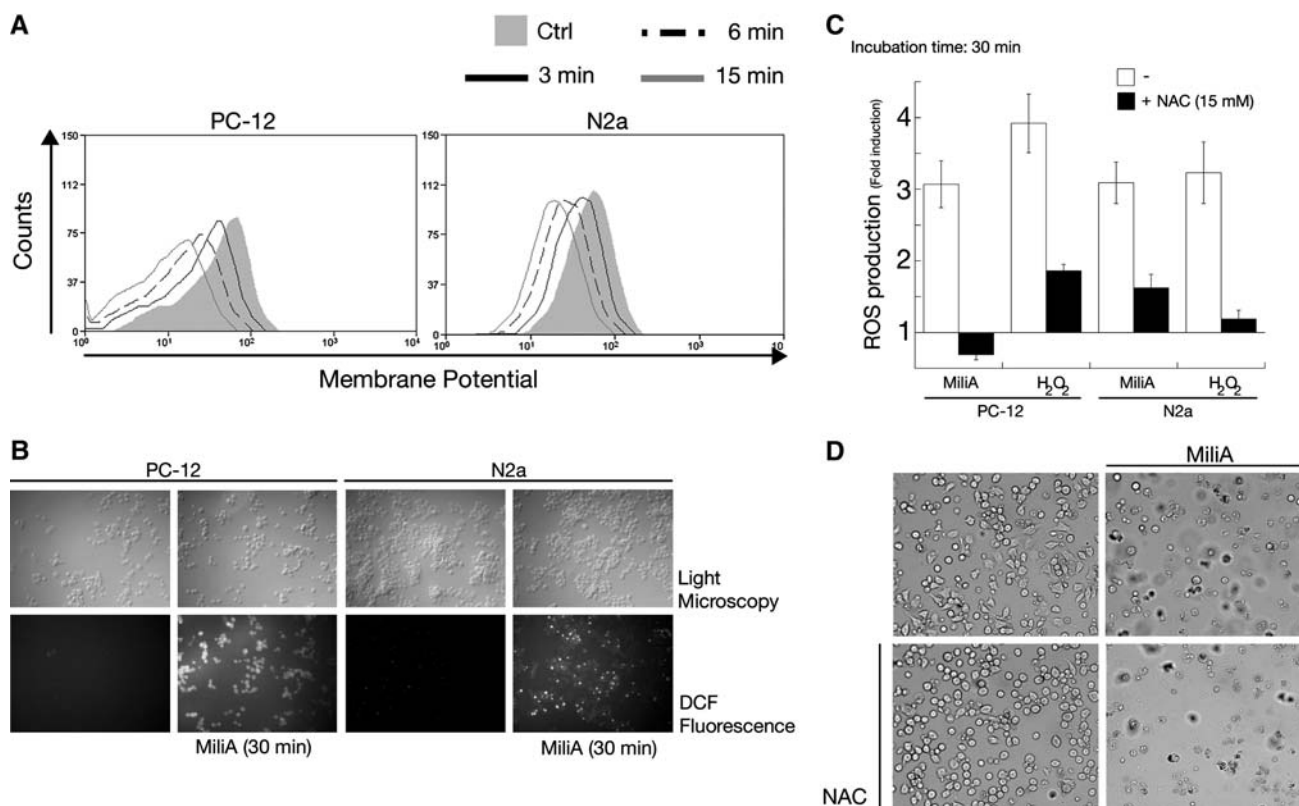 A
Ctrl
6 min
3 min
15 min
PC-12
N2a
150
112
75
37
0
10⁰
10¹
10²
10³
10⁴
150
112
75
37
0
10⁰
10¹
10²
10³
10
Counts
Membrane Potential
B
PC-12
N2a
Light
Microscopy
DCF
Fluorescence
MiliA (30 min)
MiliA (30 min)
C
Incubation time: 30 min
-
+ NAC (15 mM)
ROS production (Fold induction)
4
3
2
1
MiliA
H₂O₂
MiliA
H₂O₂
PC-12
N2a
D
MiliA
NAC